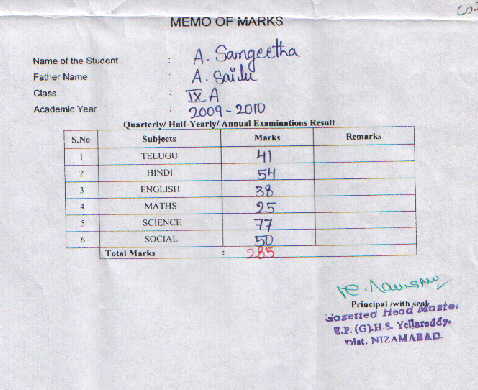 MEMO OF MARKS
Name of the Student : A. Sangeetha
Father Name : A. Sailu
Class : IX A
Academic Year : 2009-2010
Quarterly/ Half-Yearly/ Annual Examinations Result
S.No Subjects Marks Remarks
1 TELUGU 41
2 HINDI 54
3 ENGLISH 38
4 MATHS 25
5 SCIENCE 77
6 SOCIAL 50
Total Marks : 285
Principal (with seal)
Gazetted Head Master
Z.P. (G).H.S. Yellareddy,
Dist. NIZAMABAD.